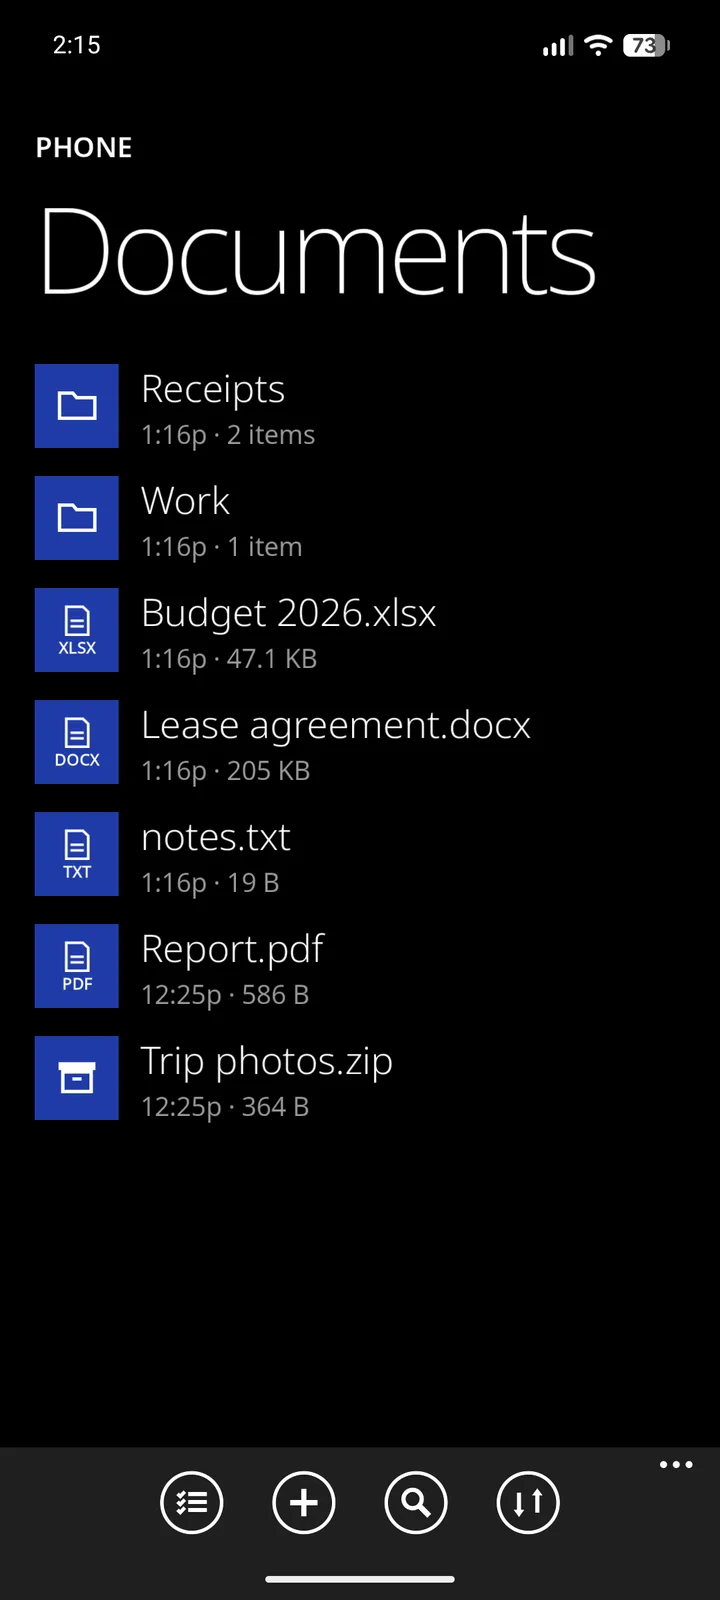 2:15
73
PHONE
Documents
Receipts
1:16p · 2 items
Work
1:16p · 1 item
XLSX
Budget 2026.xlsx
1:16p · 47.1 KB
DOCX
Lease agreement.docx
1:16p · 205 KB
TXT
notes.txt
1:16p · 19 B
PDF
Report.pdf
12:25p · 586 B
Trip photos.zip
12:25p · 364 B